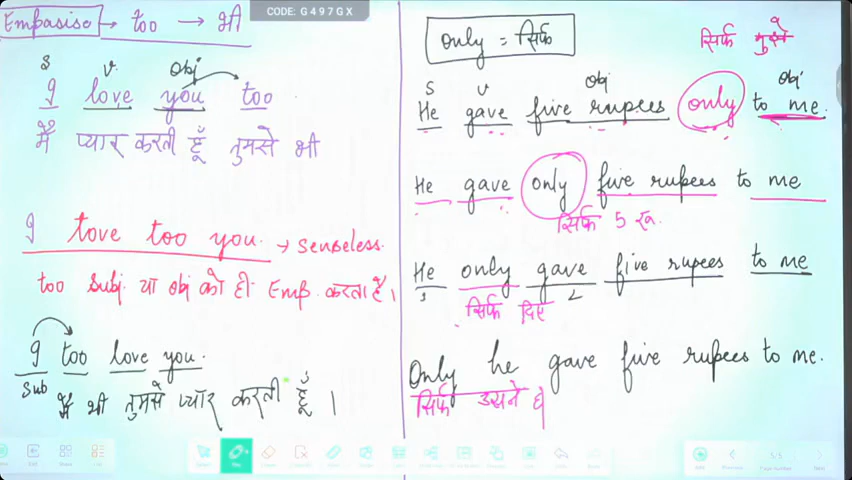 CODE: G497GX
Empasise → too → भी
S V Obj
I love you too
मैं प्यार करती हूँ तुमसे भी
I love too you. → Senseless.
too Subj या Obj को ही Emp. करता है।
I too love you.
Sub
मैं भी तुमसे प्यार करती हूँ।
only = सिर्फ
सिर्फ मुझे
S V Obj Obj
He gave five rupees only to me.
He gave only five rupees to me
सिर्फ 5 रु.
He only gave five rupees to me
S
सिर्फ दिए
Only he gave five rupees to me.
सिर्फ उसने ही